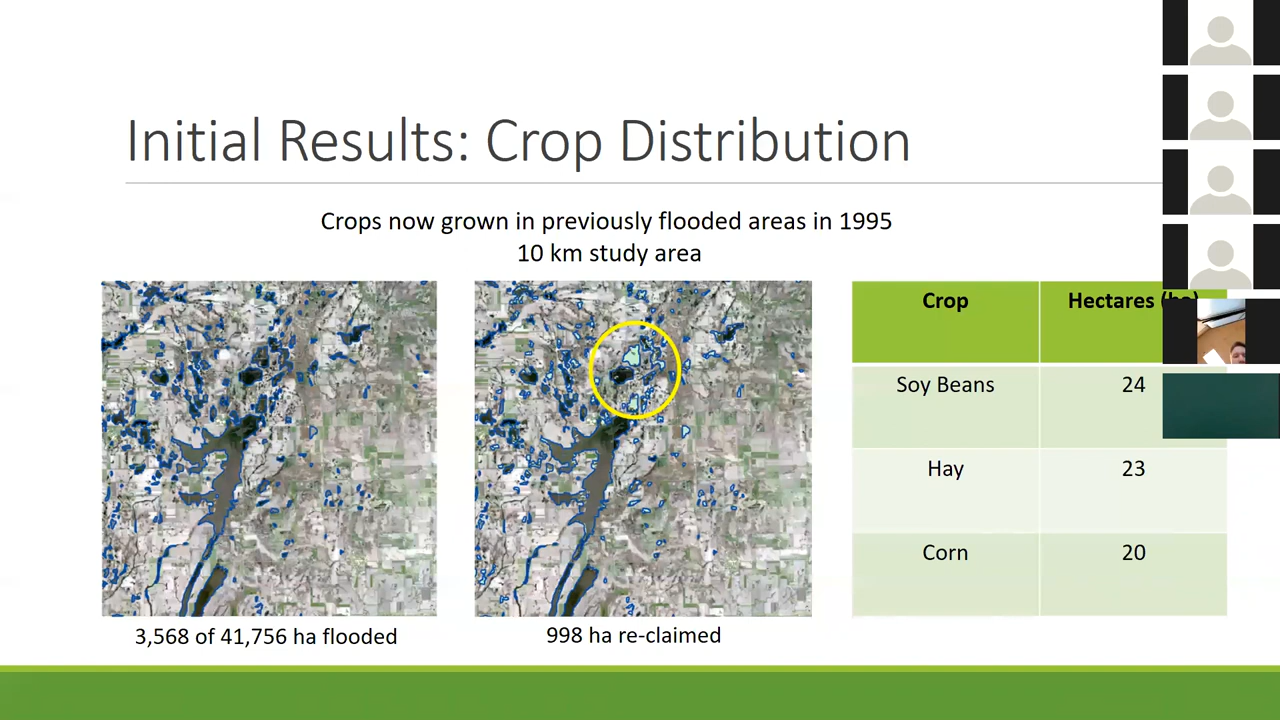 Initial Results: Crop Distribution
Crops now grown in previously flooded areas in 1995
10 km study area
Crop Hectares (ha)
Soy Beans 24
Hay 23
Corn 20
3,568 of 41,756 ha flooded
998 ha re-claimed